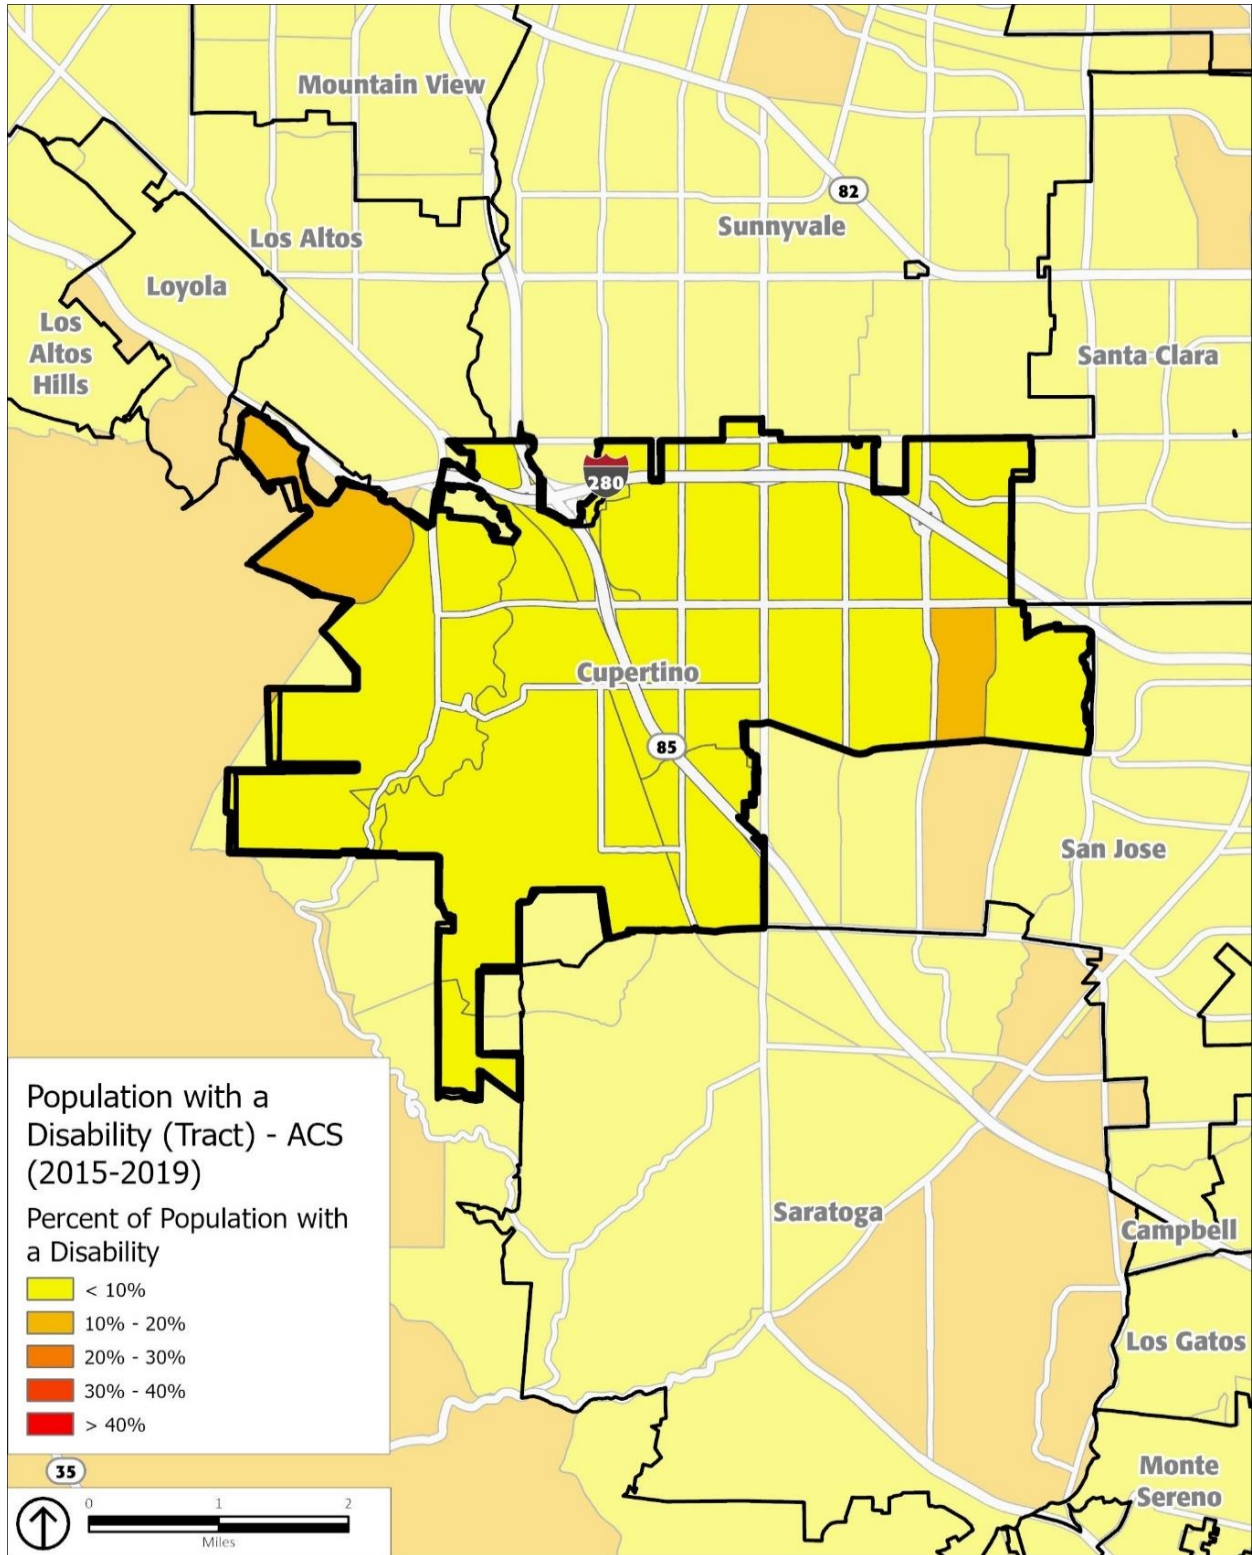 Mountain View
82
Sunnyvale
Los Altos
Loyola
Los
Altos
Hills
Santa Clara
280
Cupertino
85
San Jose
Population with a
Disability (Tract) - ACS
(2015-2019)
Percent of Population with
a Disability
< 10%
10% - 20%
20% - 30%
30% - 40%
> 40%
Saratoga
Campbell
Los Gatos
35
Monte
Sereno
0 1 2
Miles